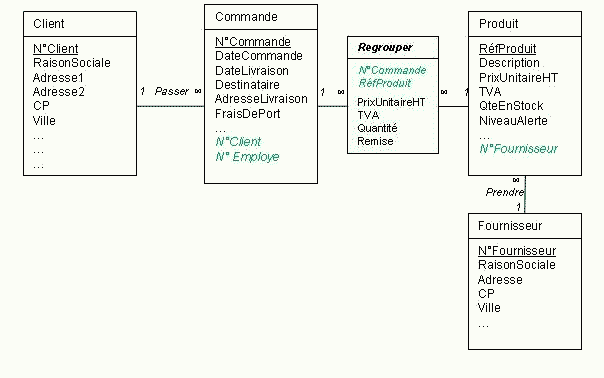 Client
N°Client
RaisonSociale
Adresse1
Adresse2
CP
Ville
...
...
...
1 Passer ∞
Commande
N°Commande
DateCommande
DateLivraison
Destinataire
AdresseLivraison
FraisDePort
...
N°Client
N° Employe
1 ∞
Regrouper
N°Commande
RéfProduit
PrixUnitaireHT
TVA
Quantité
Remise
∞ 1
Produit
RéfProduit
Description
PrixUnitaireHT
TVA
QteEnStock
NiveauAlerte
...
N°Fournisseur
∞
Prendre
1
Fournisseur
N°Fournisseur
RaisonSociale
Adresse
CP
Ville
...